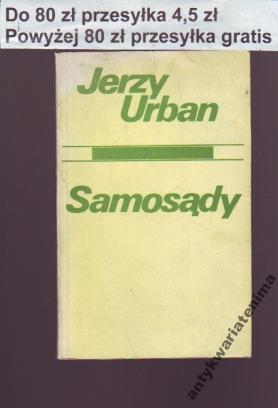 Do 80 zł przesyłka 4,5 zł
Powyżej 80 zł przesyłka gratis
Jerzy
Urban
Samosądy
antykwariatenIma